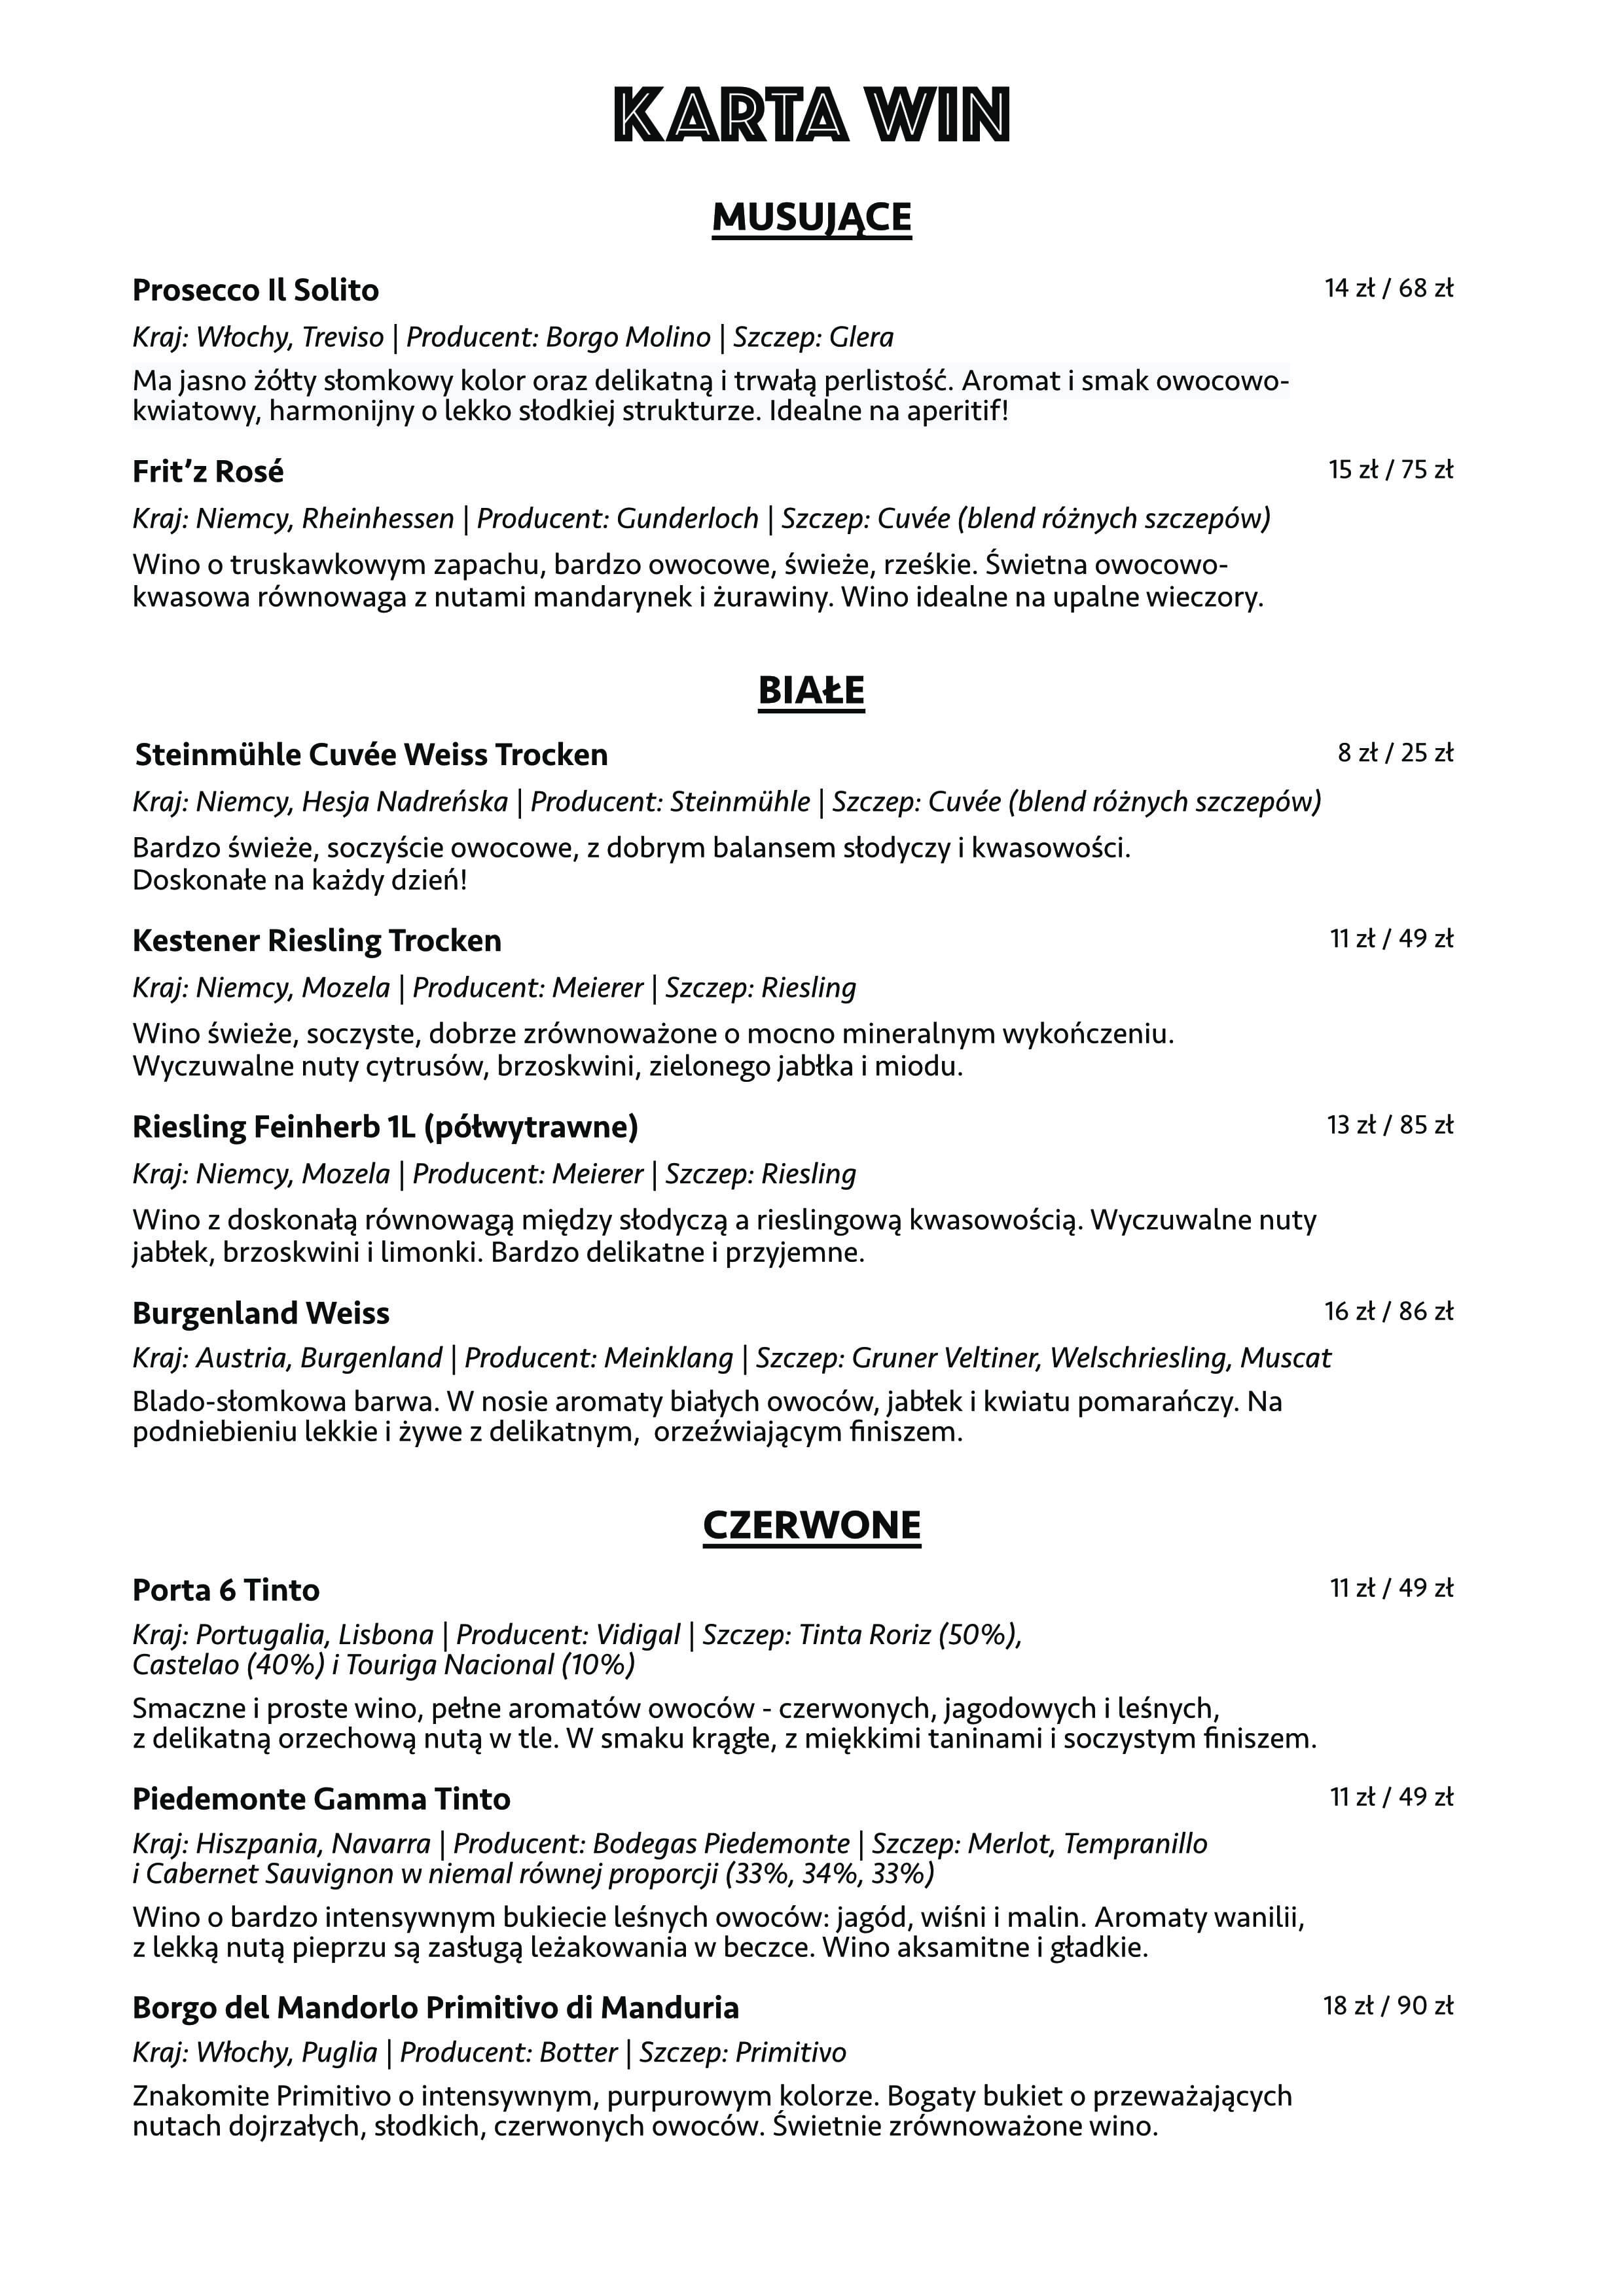 KARTA WIN
MUSUJĄCE
Prosecco Il Solito 14 zł / 68 zł
Kraj: Włochy, Treviso | Producent: Borgo Molino | Szczep: Glera
Ma jasno żółty słomkowy kolor oraz delikatną i trwałą perlistość. Aromat i smak owocowo-
kwiatowy, harmonijny o lekko słodkiej strukturze. Idealne na aperitif!
Frit’z Rosé 15 zł / 75 zł
Kraj: Niemcy, Rheinhessen | Producent: Gunderloch | Szczep: Cuvée (blend różnych szczepów)
Wino o truskawkowym zapachu, bardzo owocowe, świeże, rześkie. Świetna owocowo-
kwasowa równowaga z nutami mandarynek i żurawiny. Wino idealne na upalne wieczory.
BIAŁE
Steinmühle Cuvée Weiss Trocken 8 zł / 25 zł
Kraj: Niemcy, Hesja Nadreńska | Producent: Steinmühle | Szczep: Cuvée (blend różnych szczepów)
Bardzo świeże, soczyście owocowe, z dobrym balansem słodyczy i kwasowości.
Doskonałe na każdy dzień!
Kestener Riesling Trocken 11 zł / 49 zł
Kraj: Niemcy, Mozela | Producent: Meierer | Szczep: Riesling
Wino świeże, soczyste, dobrze zrównoważone o mocno mineralnym wykończeniu.
Wyczuwalne nuty cytrusów, brzoskwini, zielonego jabłka i miodu.
Riesling Feinherb 1L (półwytrawne) 13 zł / 85 zł
Kraj: Niemcy, Mozela | Producent: Meierer | Szczep: Riesling
Wino z doskonałą równowagą między słodyczą a rieslingową kwasowością. Wyczuwalne nuty
jabłek, brzoskwini i limonki. Bardzo delikatne i przyjemne.
Burgenland Weiss 16 zł / 86 zł
Kraj: Austria, Burgenland | Producent: Meinklang | Szczep: Gruner Veltiner, Welschriesling, Muscat
Blado-słomkowa barwa. W nosie aromaty białych owoców, jabłek i kwiatu pomarańczy. Na
podniebieniu lekkie i żywe z delikatnym,  orzeźwiającym finiszem.
CZERWONE
Porta 6 Tinto 11 zł / 49 zł
Kraj: Portugalia, Lisbona | Producent: Vidigal | Szczep: Tinta Roriz (50%),
Castelao (40%) i Touriga Nacional (10%)
Smaczne i proste wino, pełne aromatów owoców - czerwonych, jagodowych i leśnych,
z delikatną orzechową nutą w tle. W smaku krągłe, z miękkimi taninami i soczystym finiszem.
Piedemonte Gamma Tinto 11 zł / 49 zł
Kraj: Hiszpania, Navarra | Producent: Bodegas Piedemonte | Szczep: Merlot, Tempranillo
i Cabernet Sauvignon w niemal równej proporcji (33%, 34%, 33%)
Wino o bardzo intensywnym bukiecie leśnych owoców: jagód, wiśni i malin. Aromaty wanilii,
z lekką nutą pieprzu są zasługą leżakowania w beczce. Wino aksamitne i gładkie.
Borgo del Mandorlo Primitivo di Manduria 18 zł / 90 zł
Kraj: Włochy, Puglia | Producent: Botter | Szczep: Primitivo
Znakomite Primitivo o intensywnym, purpurowym kolorze. Bogaty bukiet o przeważających
nutach dojrzałych, słodkich, czerwonych owoców. Świetnie zrównoważone wino.